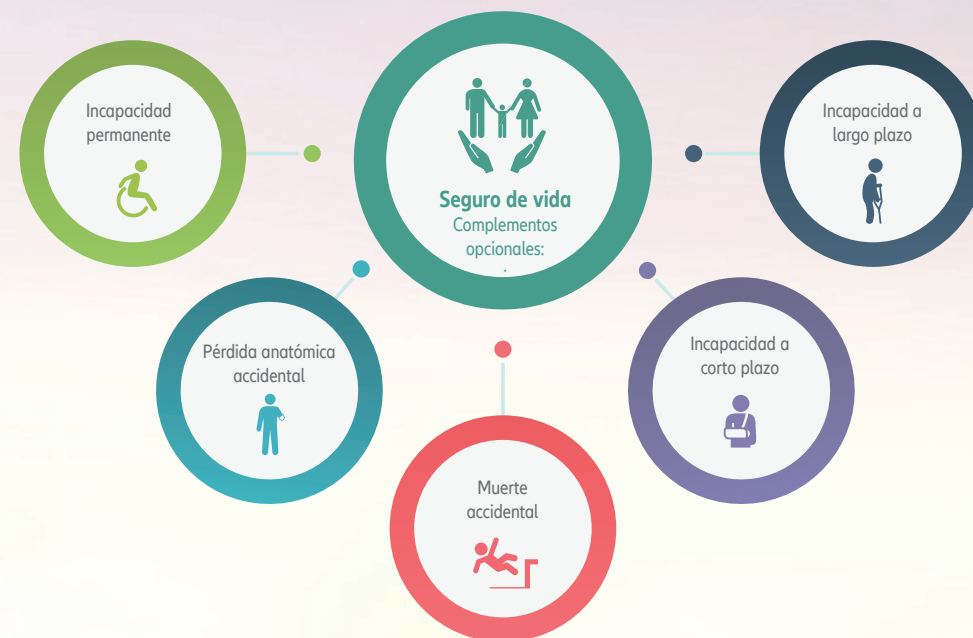 Incapacidad
permanente
Seguro de vida
Complementos
opcionales:
.
Incapacidad a
largo plazo
Pérdida anatómica
accidental
Incapacidad a
corto plazo
Muerte
accidental